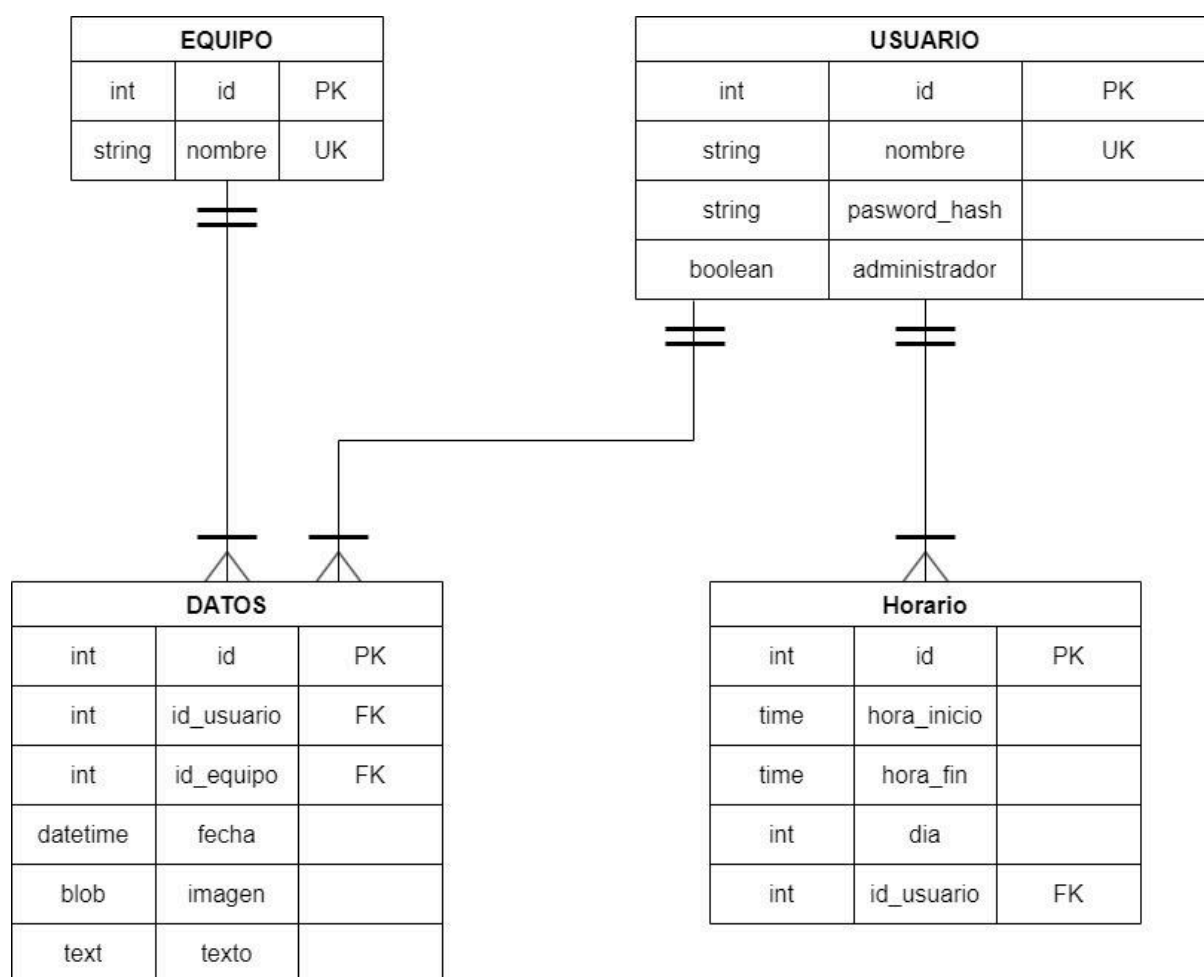 EQUIPO
int id PK
string nombre UK
USUARIO
int id PK
string nombre UK
string pasword_hash
boolean administrador
DATOS
int id PK
int id_usuario FK
int id_equipo FK
datetime fecha
blob imagen
text texto
Horario
int id PK
time hora_inicio
time hora_fin
int dia
int id_usuario FK